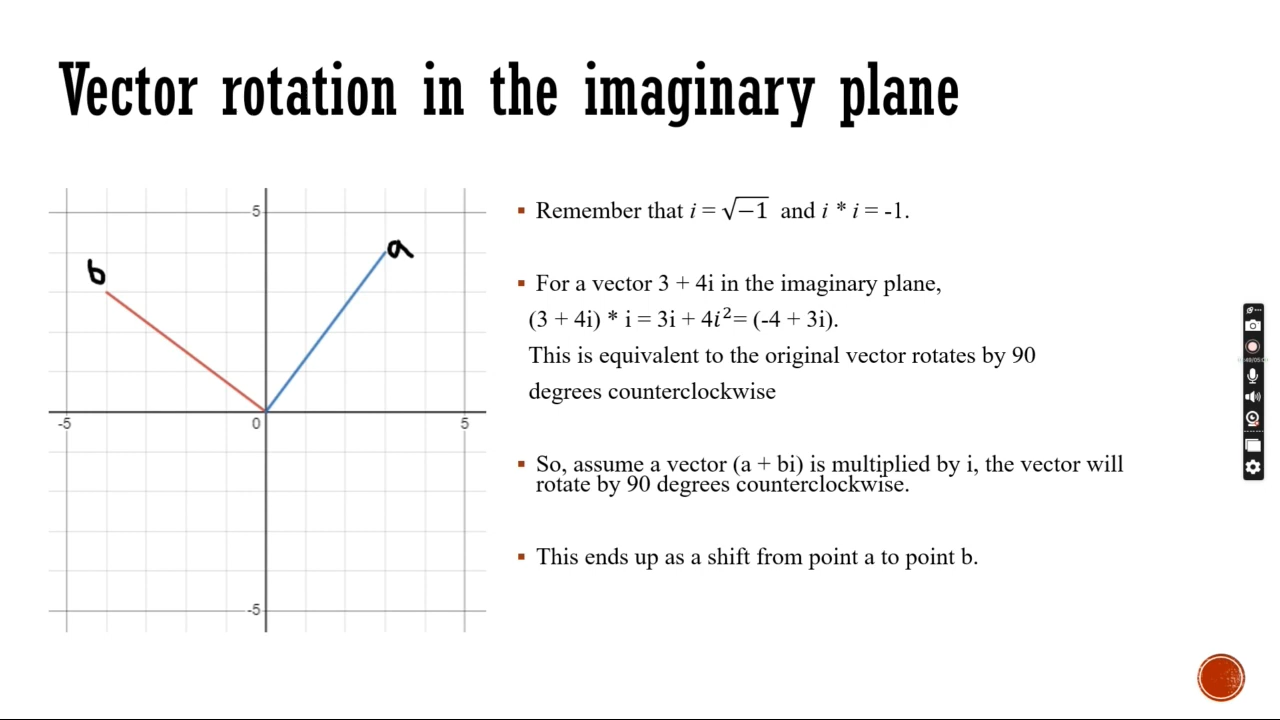 Vector rotation in the imaginary plane
5
a
b
-5
0
5
-5
▪ Remember that i = √−1 and i * i = -1.
▪ For a vector 3 + 4i in the imaginary plane,
(3 + 4i) * i = 3i + 4i²= (-4 + 3i).
This is equivalent to the original vector rotates by 90
degrees counterclockwise
▪ So, assume a vector (a + bi) is multiplied by i, the vector will
rotate by 90 degrees counterclockwise.
▪ This ends up as a shift from point a to point b.